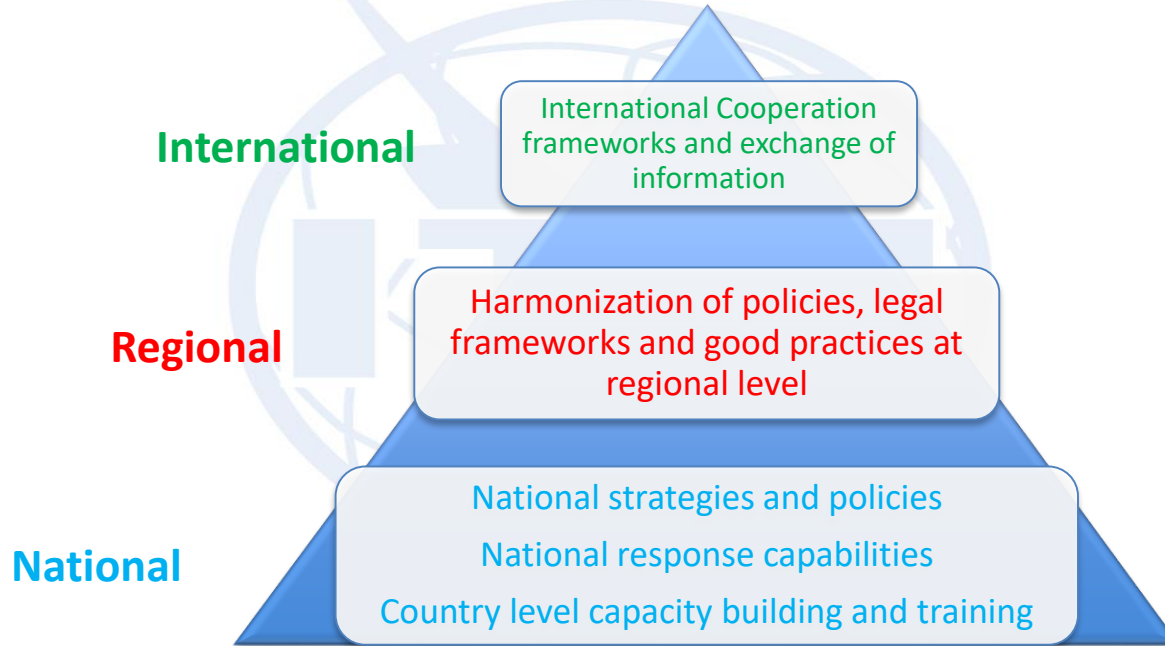 International
International Cooperation
frameworks and exchange of
information
Regional
Harmonization of policies, legal
frameworks and good practices at
regional level
National
National strategies and policies
National response capabilities
Country level capacity building and training